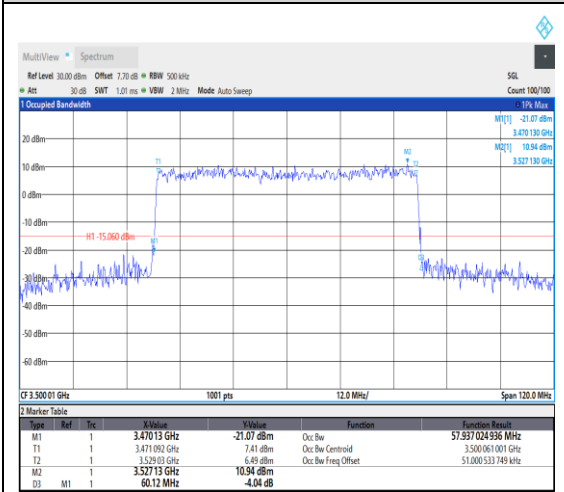 MultiView Spectrum
Ref Level 30.00 dBm Offset 7.70 dB RBW 500 kHz SGL
Att 30 dB SWT 1.01 ms VBW 2 MHz Mode Auto Sweep Count 100/100
1 Occupied Bandwidth 1Pk Max
M1[1] -21.07 dBm
3.470 130 GHz
M2[1] 10.94 dBm
3.527 130 GHz
20 dBm
M2
T1
T2
10 dBm
0 dBm
-10 dBm
H1 -15.060 dBm
M1
-20 dBm
D3
-30 dBm
-40 dBm
-50 dBm
-60 dBm
CF 3.500 01 GHz 1001 pts 12.0 MHz/ Span 120.0 MHz
2 Marker Table
Type Ref Trc X-Value Y-Value Function Function Result
M1 1 3.47013 GHz -21.07 dBm Occ Bw 57.937 024 936 MHz
T1 1 3.471 092 GHz 7.41 dBm Occ Bw Centroid 3.500 061 001 GHz
T2 1 3.529 03 GHz 6.49 dBm Occ Bw Freq Offset 51.000 533 749 kHz
M2 1 3.52713 GHz 10.94 dBm
D3 M1 1 60.12 MHz -4.04 dB